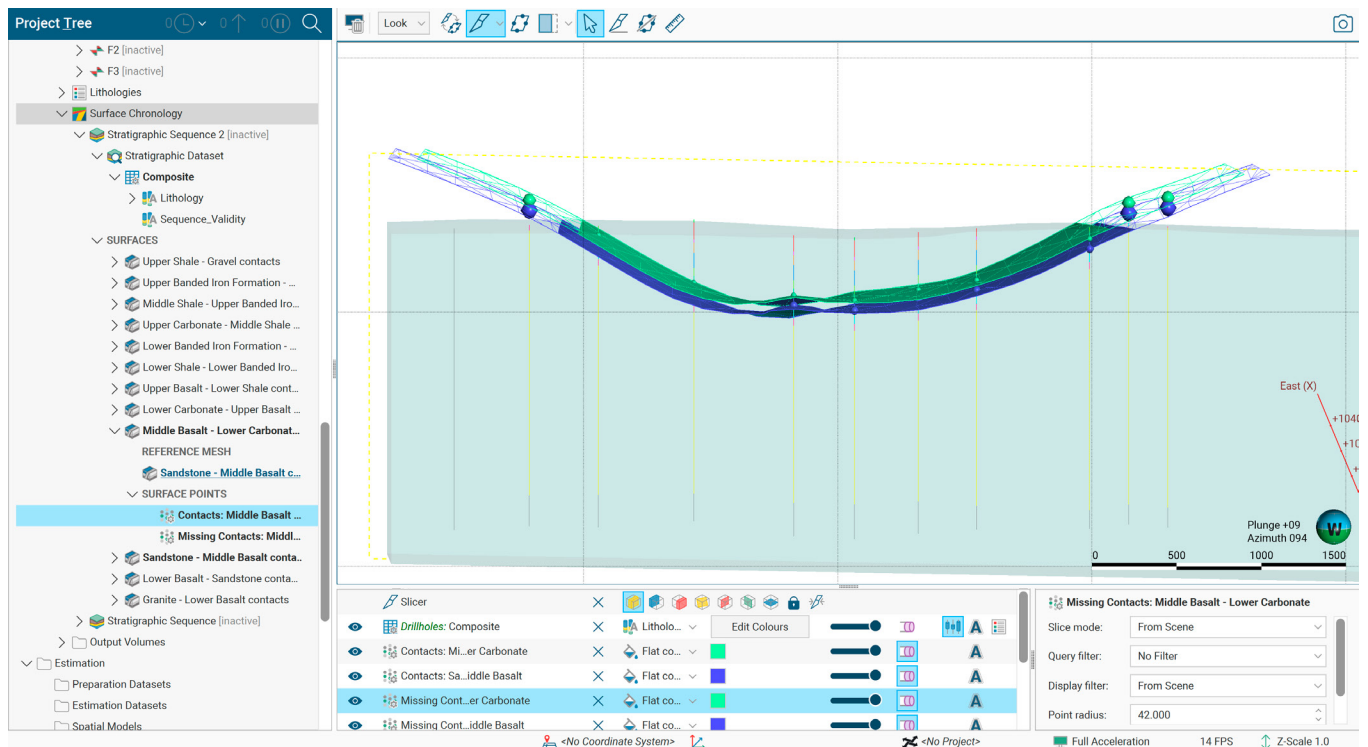 Project Tree 0 0 0
F2 [inactive]
F3 [inactive]
Lithologies
Surface Chronology
Stratigraphic Sequence 2 [inactive]
Stratigraphic Dataset
Composite
Lithology
Sequence_Validity
SURFACES
Upper Shale - Gravel contacts
Upper Banded Iron Formation - ...
Middle Shale - Upper Banded Iro...
Upper Carbonate - Middle Shale ...
Lower Banded Iron Formation - ...
Lower Shale - Lower Banded Iro...
Upper Basalt - Lower Shale cont...
Lower Carbonate - Upper Basalt ...
Middle Basalt - Lower Carbonat...
REFERENCE MESH
Sandstone - Middle Basalt c...
SURFACE POINTS
Contacts: Middle Basalt ...
Missing Contacts: Middl...
Sandstone - Middle Basalt conta..
Lower Basalt - Sandstone conta...
Granite - Lower Basalt contacts
Stratigraphic Sequence [inactive]
Output Volumes
Estimation
Preparation Datasets
Estimation Datasets
Spatial Models
Look
East (X)
+1040
+10
+
Plunge +09
Azimuth 094
W
0 500 1000 1500
Slicer
Drillholes: Composite Litholo... Edit Colours A
Contacts: Mi...er Carbonate Flat co... A
Contacts: Sa...iddle Basalt Flat co... A
Missing Cont...er Carbonate Flat co... A
Missing Cont...iddle Basalt Flat co... A
Missing Contacts: Middle Basalt - Lower Carbonate
Slice mode: From Scene
Query filter: No Filter
Display filter: From Scene
Point radius: 42.000
<No Coordinate System> <No Project> Full Acceleration 14 FPS Z-Scale 1.0